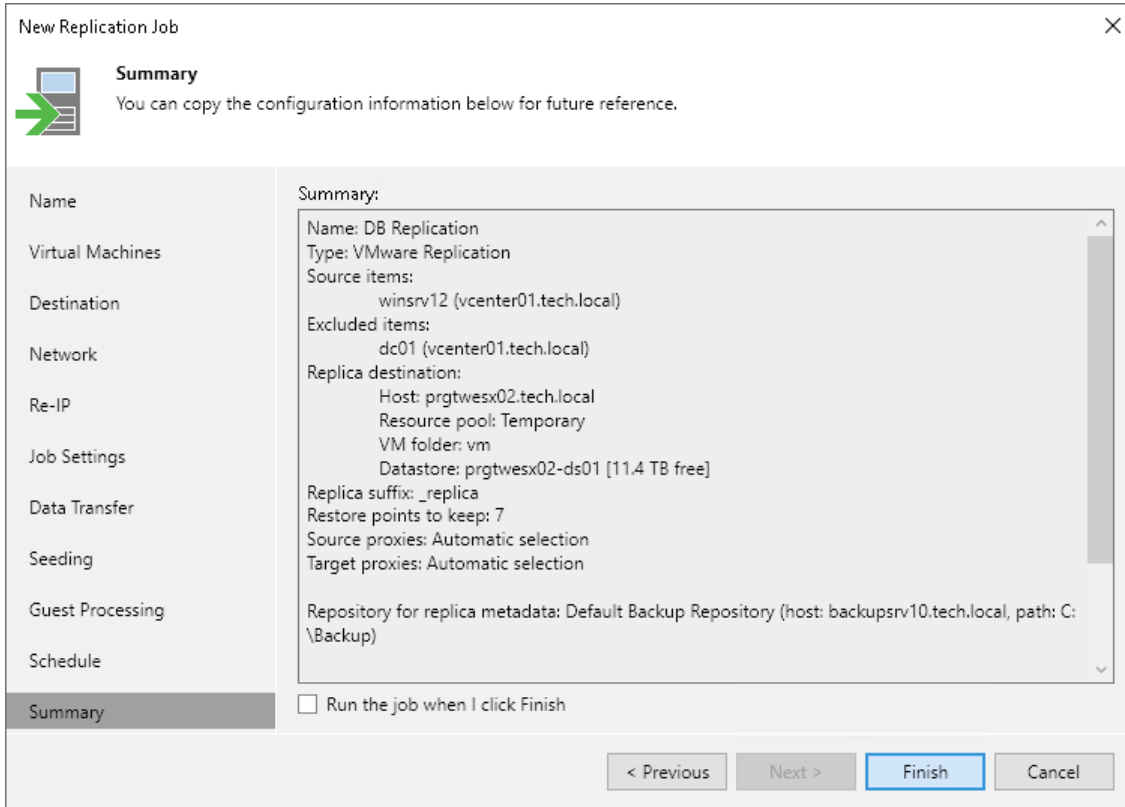 New Replication Job
Summary
You can copy the configuration information below for future reference.
Name
Virtual Machines
Destination
Network
Re-IP
Job Settings
Data Transfer
Seeding
Guest Processing
Schedule
Summary
Summary:
Name: DB Replication
Type: VMware Replication
Source items:
winsrv12 (vcenter01.tech.local)
Excluded items:
dc01 (vcenter01.tech.local)
Replica destination:
Host: prgtwesx02.tech.local
Resource pool: Temporary
VM folder: vm
Datastore: prgtwesx02-ds01 [11.4 TB free]
Replica suffix: _replica
Restore points to keep: 7
Source proxies: Automatic selection
Target proxies: Automatic selection
Repository for replica metadata: Default Backup Repository (host: backupsrv10.tech.local, path: C:
\Backup)
Run the job when I click Finish
< Previous
Next >
Finish
Cancel